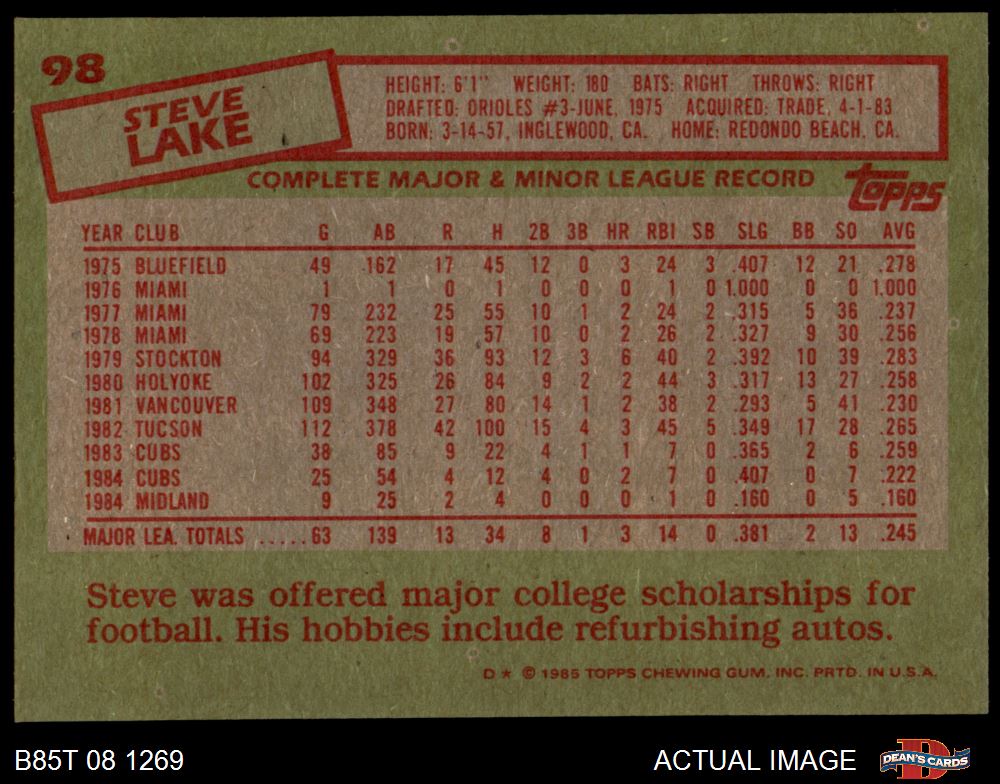 98
STEVE
LAKE
HEIGHT: 6'1" WEIGHT: 180 BATS: RIGHT THROWS: RIGHT
DRAFTED: ORIOLES #3-JUNE, 1975 ACQUIRED: TRADE, 4-1-83
BORN: 3-14-57, INGLEWOOD, CA. HOME: REDONDO BEACH, CA.
COMPLETE MAJOR & MINOR LEAGUE RECORD
topps
YEAR CLUB G AB R H 2B 3B HR RBI SB SLG BB SO AVG
1975 BLUEFIELD 49 162 17 45 12 0 3 24 3 .407 12 21 .278
1976 MIAMI 1 1 0 1 0 0 0 1 0 1.000 0 0 1.000
1977 MIAMI 79 232 25 55 10 1 2 24 2 .315 5 36 .237
1978 MIAMI 69 223 19 57 10 0 2 26 2 .327 9 30 .256
1979 STOCKTON 94 329 36 93 12 3 6 40 2 .392 10 39 .283
1980 HOLYOKE 102 325 26 84 9 2 2 44 3 .317 13 27 .258
1981 VANCOUVER 109 348 27 80 14 1 2 38 2 .293 5 41 .230
1982 TUCSON 112 378 42 100 15 4 3 45 5 .349 17 28 .265
1983 CUBS 38 85 9 22 4 1 1 7 0 .365 2 6 .259
1984 CUBS 25 54 4 12 4 0 2 7 0 .407 0 7 .222
1984 MIDLAND 9 25 2 4 0 0 0 1 0 .160 0 5 .160
MAJOR LEA. TOTALS .....63 139 13 34 8 1 3 14 0 .381 2 13 .245
Steve was offered major college scholarships for
football. His hobbies include refurbishing autos.
D * © 1985 TOPPS CHEWING GUM, INC. PRTD. IN U.S.A.
B85T 08 1269
ACTUAL IMAGE
D
DEAN'S CARDS